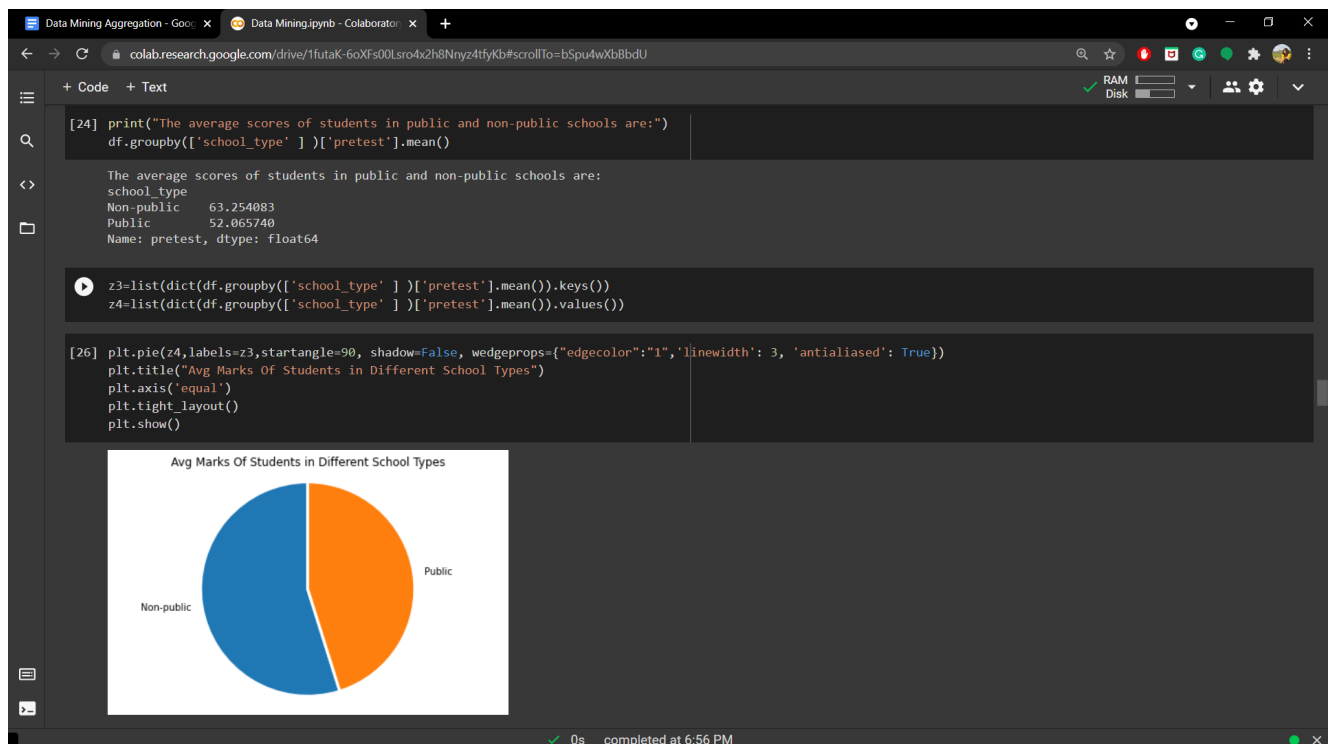 Data Mining Aggregation - Goog
Data Mining.ipynb - Colaborator
colab.research.google.com/drive/1futaK-6oXFs00Lsro4x2h8Nnyz4tfyKb#scrollTo=bSpu4wXbBbdU
+ Code + Text
RAM
Disk
[24] print("The average scores of students in public and non-public schools are:")
df.groupby(['school_type' ] )['pretest'].mean()
The average scores of students in public and non-public schools are:
school_type
Non-public 63.254083
Public 52.065740
Name: pretest, dtype: float64
z3=list(dict(df.groupby(['school_type' ] )['pretest'].mean()).keys())
z4=list(dict(df.groupby(['school_type' ] )['pretest'].mean()).values())
[26] plt.pie(z4,labels=z3,startangle=90, shadow=False, wedgeprops={"edgecolor":"1",'linewidth': 3, 'antialiased': True})
plt.title("Avg Marks Of Students in Different School Types")
plt.axis('equal')
plt.tight_layout()
plt.show()
Avg Marks Of Students in Different School Types
Public
Non-public
0s completed at 6:56 PM